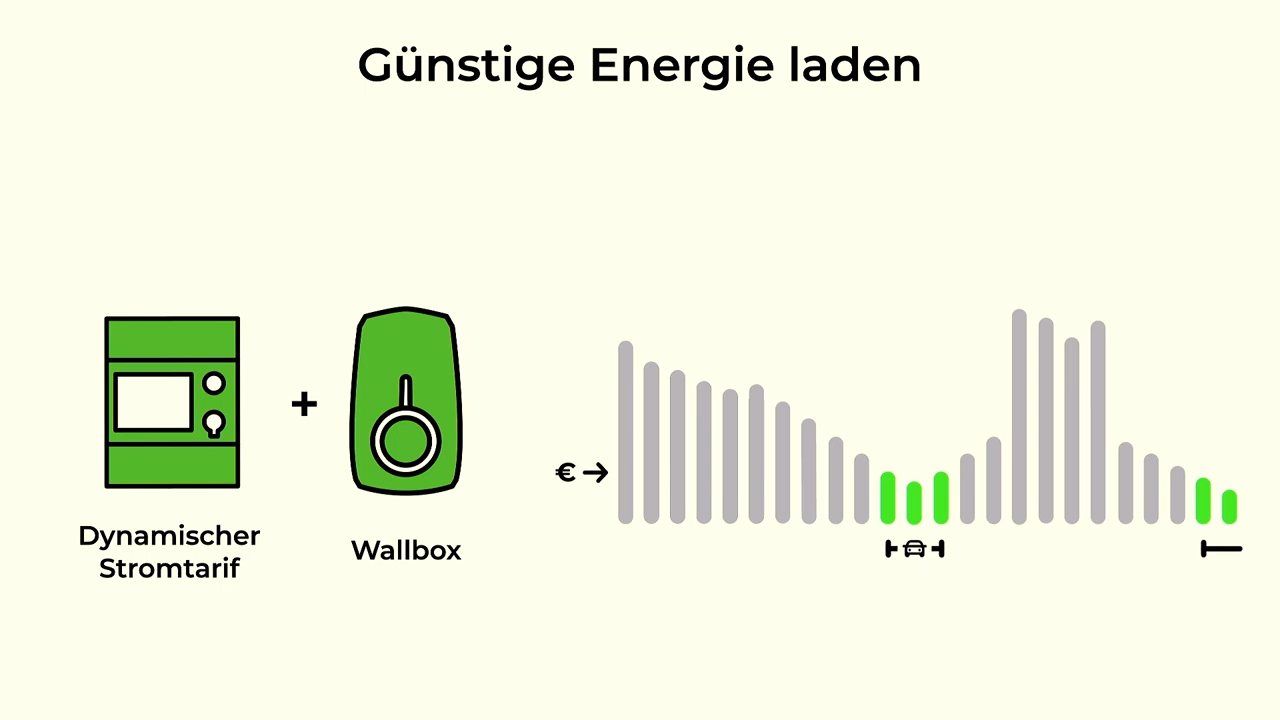 Günstige Energie laden
+
€ →
Dynamischer
Stromtarif
Wallbox